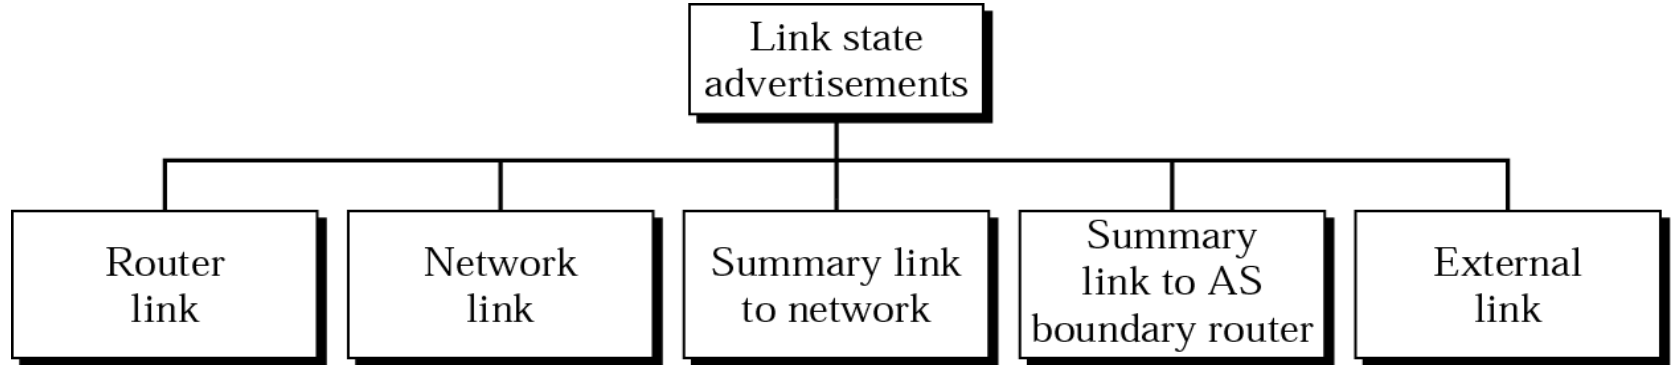 Link state
advertisements
Router
link
Network
link
Summary link
to network
Summary
link to AS
boundary router
External
link